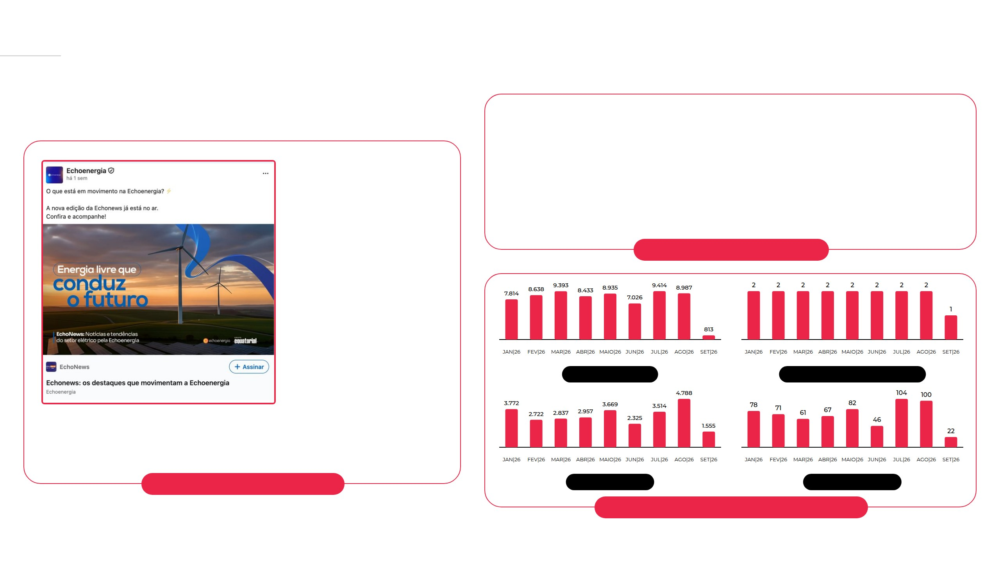 Echoenergia
há 1 sem
O que está em movimento na Echoenergia? ⚡
A nova edição da Echonews já está no ar.
Confira e acompanhe!
Energia livre que
conduz
o futuro
EchoNews: Notícias e tendências
do setor elétrico pela Echoenergia
echoenergia
GRUPO
equatorial
EchoNews
+ Assinar
Echonews: os destaques que movimentam a Echoenergia
Echoenergia
7.814 8.638 9.393 8.433 8.935 7.026 9.414 8.987 813
JAN|26 FEV|26 MAR|26 ABR|26 MAIO|26 JUN|26 JUL|26 AGO|26 SET|26
2 2 2 2 2 2 2 2 1
JAN|26 FEV|26 MAR|26 ABR|26 MAIO|26 JUN|26 JUL|26 AGO|26 SET|26
3.772 2.722 2.837 2.957 3.669 2.325 3.514 4.788 1.555
JAN|26 FEV|26 MAR|26 ABR|26 MAIO|26 JUN|26 JUL|26 AGO|26 SET|26
78 71 61 67 82 46 104 100 22
JAN|26 FEV|26 MAR|26 ABR|26 MAIO|26 JUN|26 JUL|26 AGO|26 SET|26